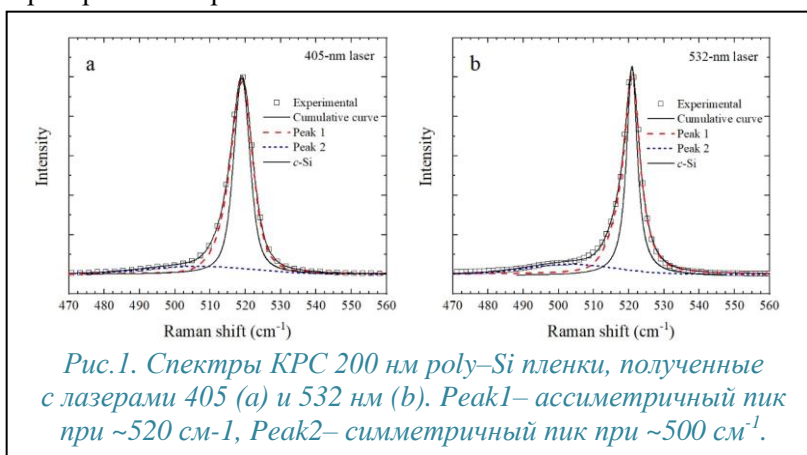 a
405-nm laser
Experimental
Cumulative curve
Peak 1
Peak 2
c-Si
Intensity
470 480 490 500 510 520 530 540 550 560
Raman shift (cm-1)
b
532-nm laser
Experimental
Cumulative curve
Peak 1
Peak 2
c-Si
Intensity
470 480 490 500 510 520 530 540 550 560
Raman shift (cm-1)
Рис.1. Спектры КРС 200 нм poly–Si пленки, полученные
с лазерами 405 (a) и 532 нм (b). Peak1– ассиметричный пик
при ~520 см-1, Peak2– симметричный пик при ~500 см-1.